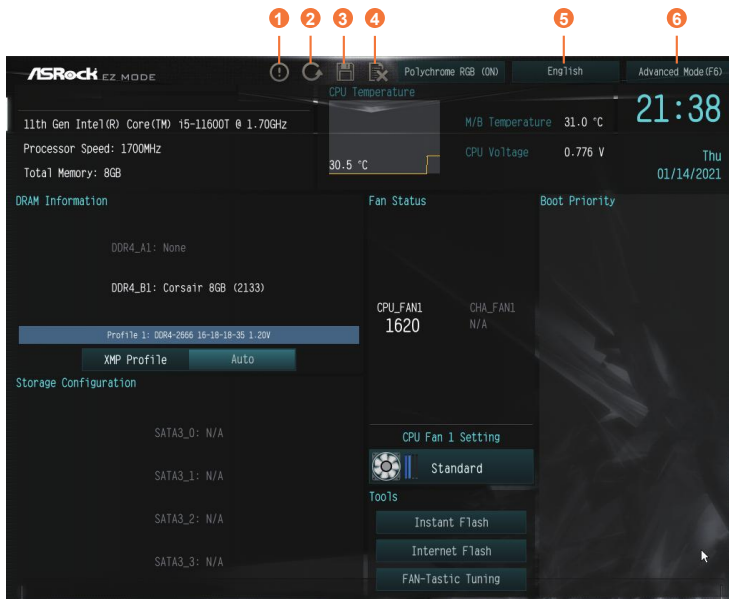 1 2 3 4 5 6
ASRock EZ MODE
Polychrome RGB (ON)
English
Advanced Mode(F6)
11th Gen Intel(R) Core(TM) i5-11600T @ 1.70GHz
Processor Speed: 1700MHz
Total Memory: 8GB
CPU Temperature
30.5 °C
M/B Temperature 31.0 °C
CPU Voltage 0.776 V
21:38
Thu
01/14/2021
DRAM Information
DDR4_A1: None
DDR4_B1: Corsair 8GB (2133)
Profile 1: DDR4-2666 16-18-18-35 1.20V
XMP Profile Auto
Storage Configuration
SATA3_0: N/A
SATA3_1: N/A
SATA3_2: N/A
SATA3_3: N/A
Fan Status
CPU_FAN1 CHA_FAN1
1620 N/A
CPU Fan 1 Setting
Standard
Tools
Instant Flash
Internet Flash
FAN-Tastic Tuning
Boot Priority